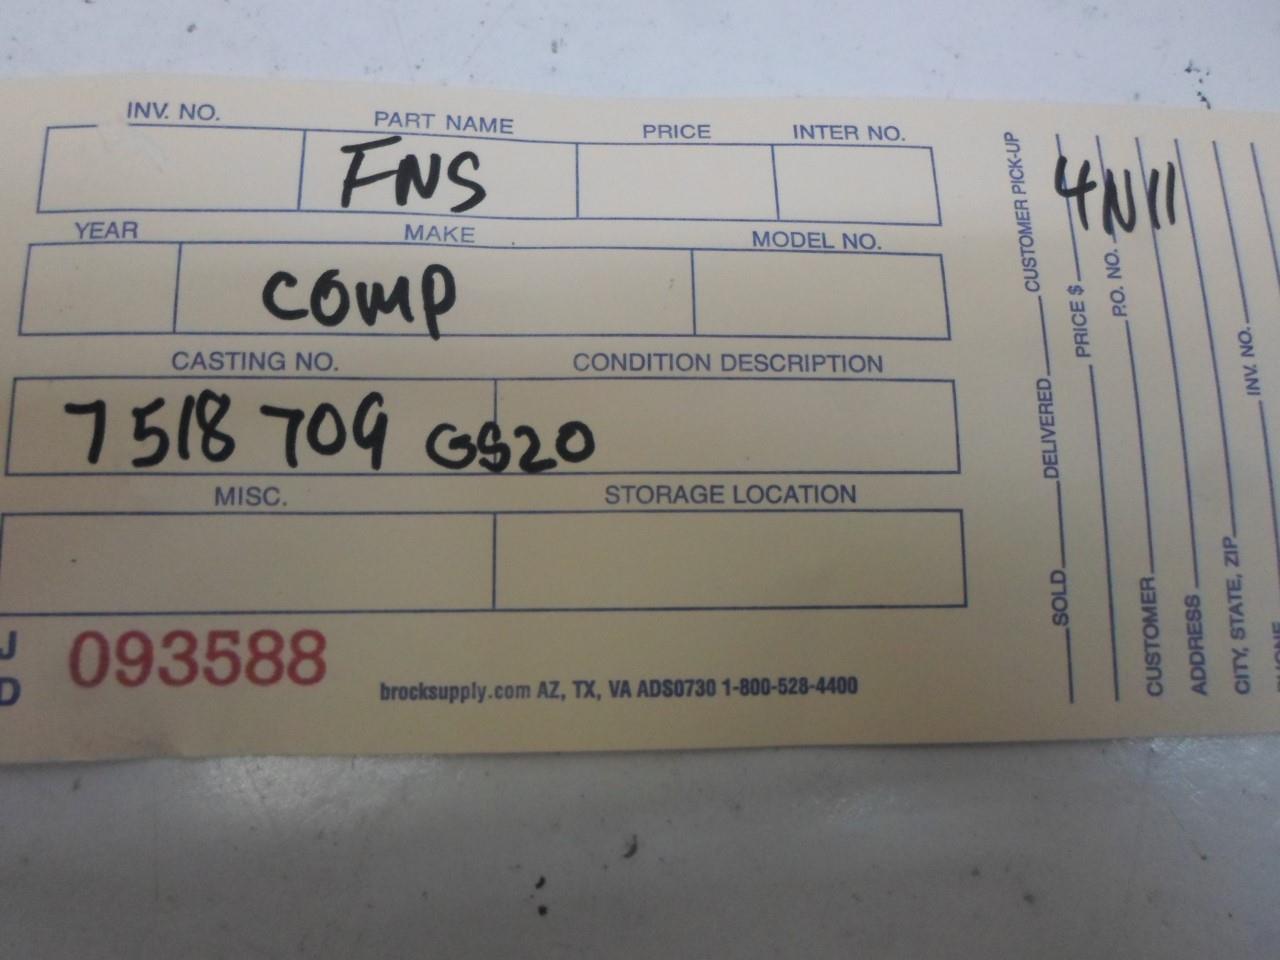 INV. NO. PART NAME PRICE INTER NO.
FNS
YEAR MAKE MODEL NO.
COMP
CASTING NO. CONDITION DESCRIPTION
7518 709 GS20
MISC. STORAGE LOCATION
J
D
093588
brocksupply.com AZ, TX, VA ADS0730 1-800-528-4400
4N11
SOLD DELIVERED CUSTOMER PICK-UP
PRICE $
P.O. NO.
CUSTOMER
ADDRESS
CITY, STATE, ZIP
INV. NO.